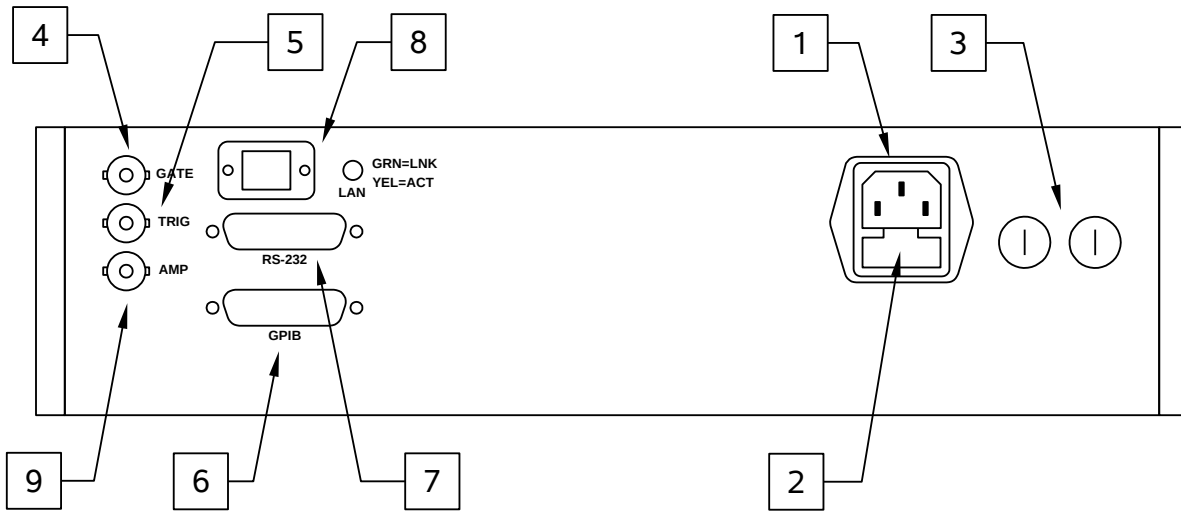 4
5
8
1
3
GATE
GRN=LNK
YEL=ACT
LAN
TRIG
RS-232
AMP
GPIB
9
6
7
2